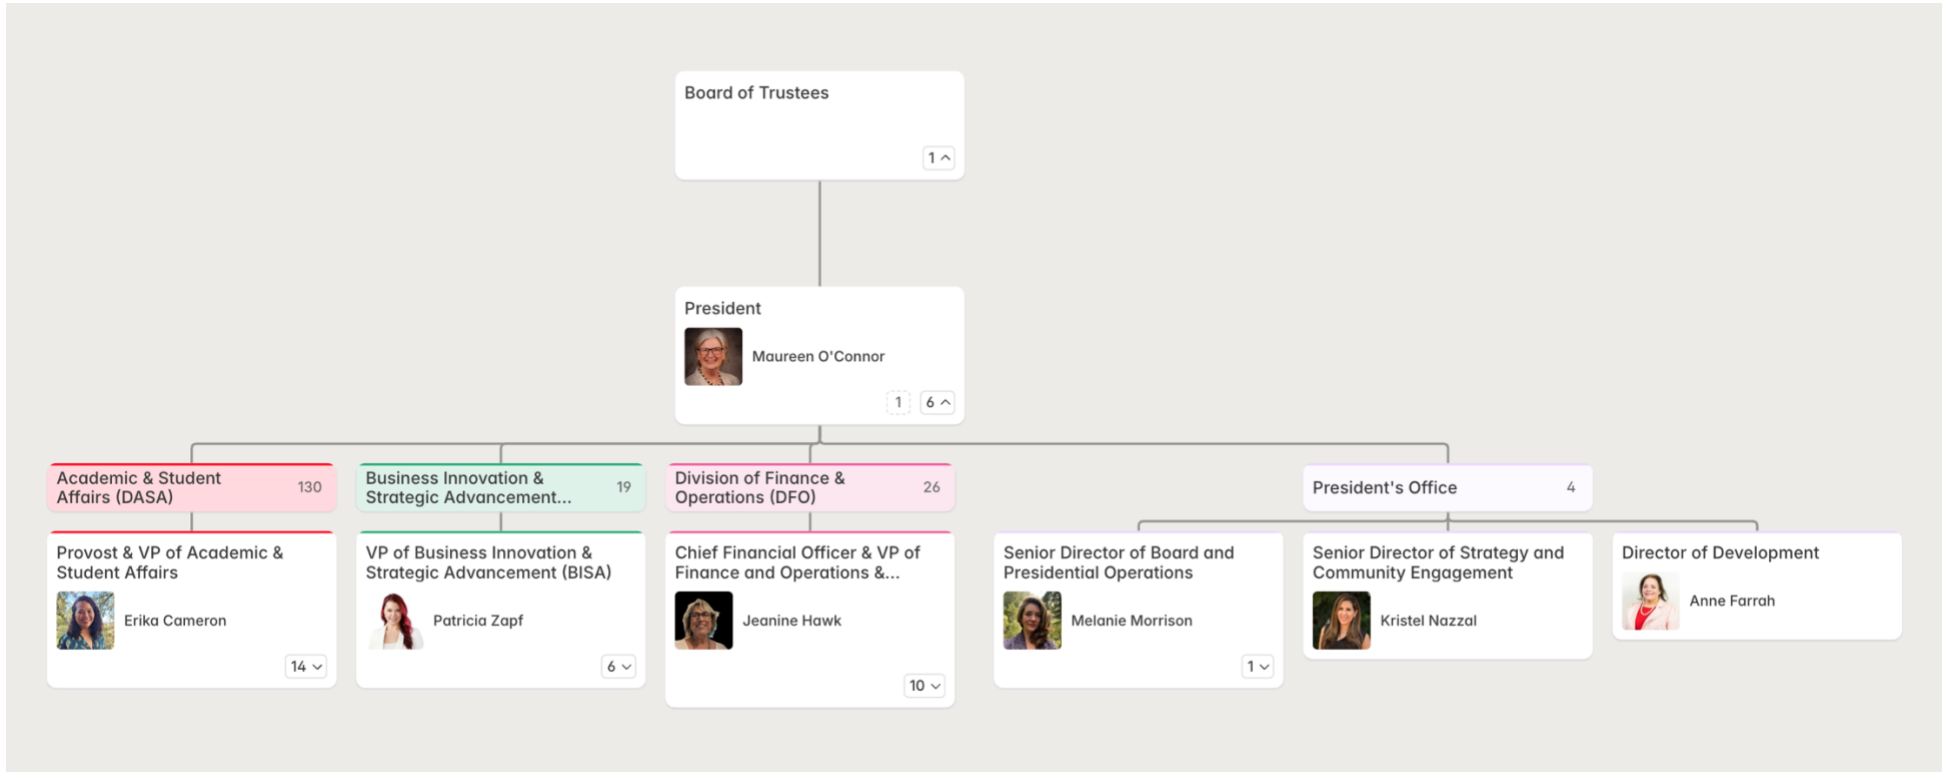 Board of Trustees
1
President
Maureen O'Connor
1 6
Academic & Student
Affairs (DASA)
130
Business Innovation &
Strategic Advancement...
19
Division of Finance &
Operations (DFO)
26
President's Office
4
Provost & VP of Academic &
Student Affairs
Erika Cameron
14
VP of Business Innovation &
Strategic Advancement (BISA)
Patricia Zapf
6
Chief Financial Officer & VP of
Finance and Operations &...
Jeanine Hawk
10
Senior Director of Board and
Presidential Operations
Melanie Morrison
1
Senior Director of Strategy and
Community Engagement
Kristel Nazzal
Director of Development
Anne Farrah